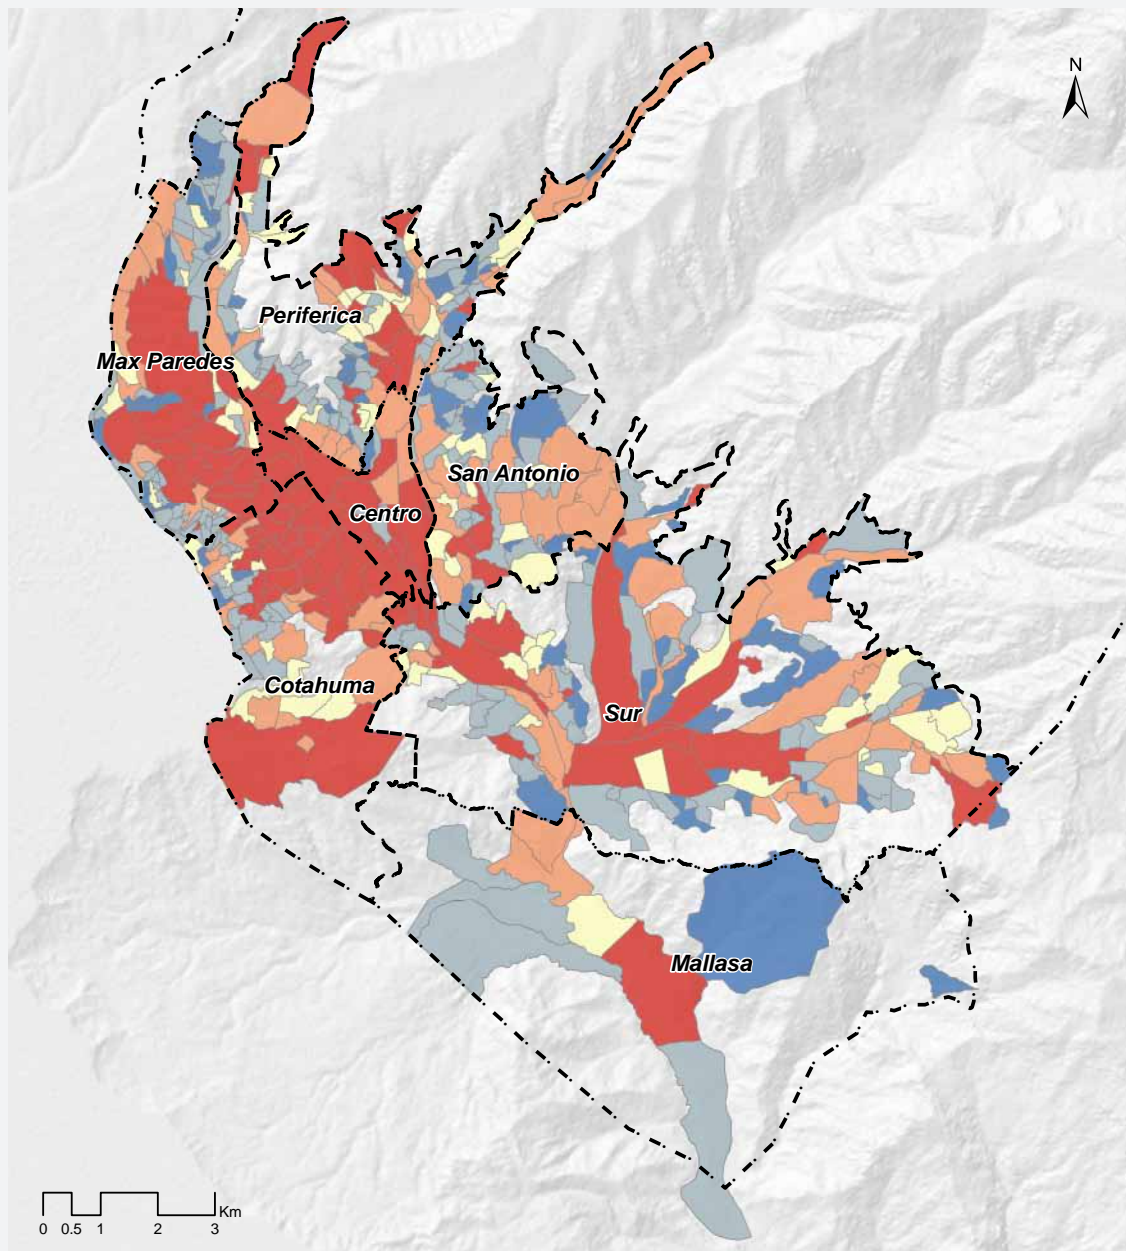 N
Periferica
Max Paredes
San Antonio
Centro
Cotahuma
Sur
Mallasa
Km
0 0.5 1 2 3